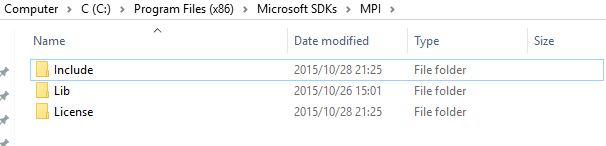 Computer > C (C:) > Program Files (x86) > Microsoft SDKs > MPI >
Name Date modified Type Size
Include 2015/10/28 21:25 File folder
Lib 2015/10/26 15:01 File folder
License 2015/10/28 21:25 File folder